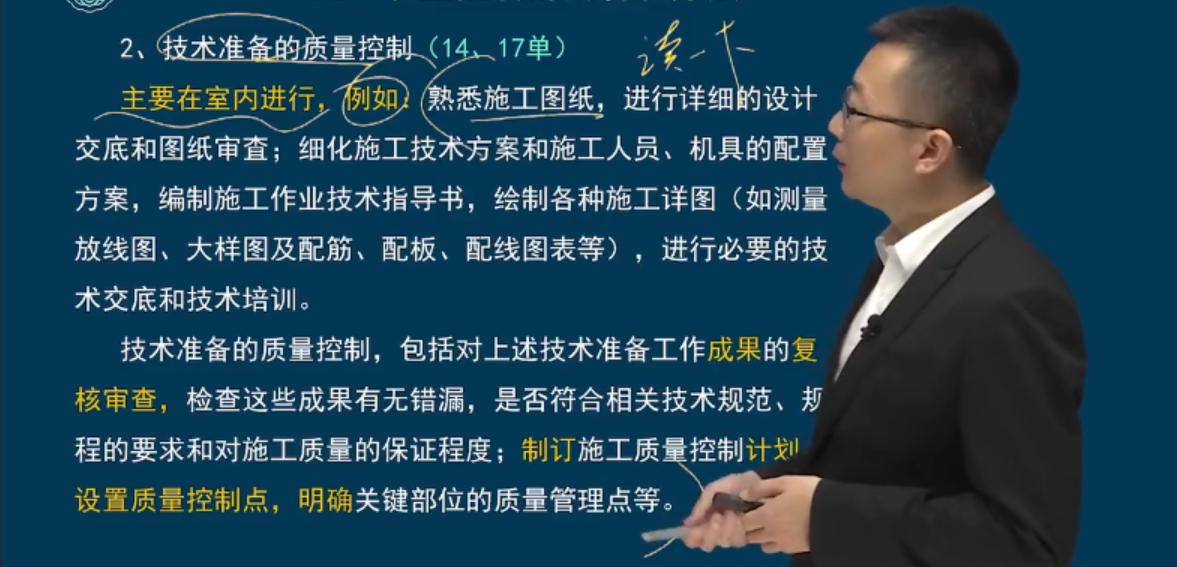 2、技术准备的质量控制（14、17单）
读一下
主要在室内进行，例如：熟悉施工图纸，进行详细的设计
交底和图纸审查；细化施工技术方案和施工人员、机具的配置
方案，编制施工作业技术指导书，绘制各种施工详图（如测量
放线图、大样图及配筋、配板、配线图表等），进行必要的技
术交底和技术培训。
技术准备的质量控制，包括对上述技术准备工作成果的复
核审查，检查这些成果有无错漏，是否符合相关技术规范、规
程的要求和对施工质量的保证程度；制订施工质量控制计划
设置质量控制点，明确关键部位的质量管理点等。